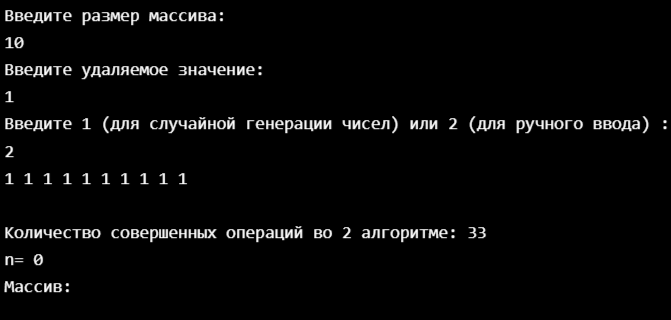 Введите размер массива:
10
Введите удаляемое значение:
1
Введите 1 (для случайной генерации чисел) или 2 (для ручного ввода) :
2
1 1 1 1 1 1 1 1 1 1
Количество совершенных операций во 2 алгоритме: 33
n= 0
Массив: